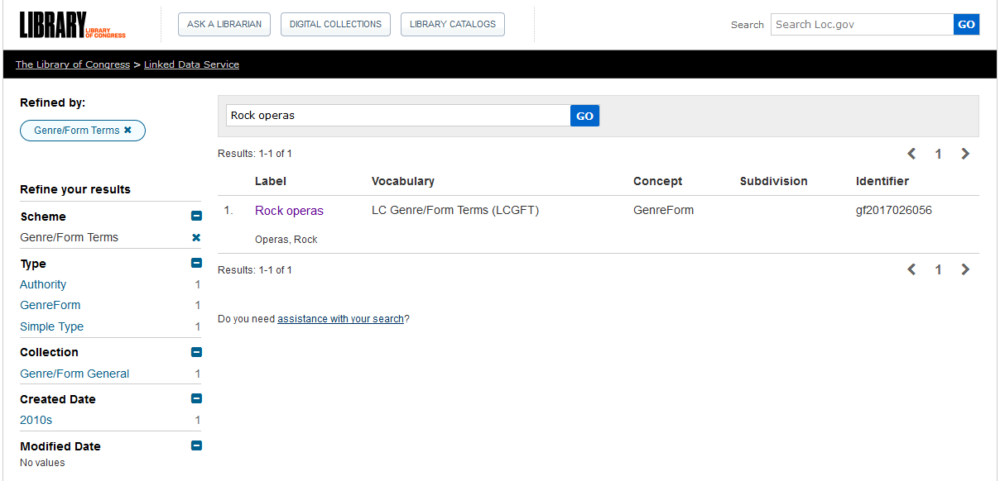 LIBRARY LIBRARY OF CONGRESS
ASK A LIBRARIAN DIGITAL COLLECTIONS LIBRARY CATALOGS Search Search Loc.gov GO
The Library of Congress > Linked Data Service
Refined by:
Genre/Form Terms ✖
Refine your results
Scheme
Genre/Form Terms ✖
Type
Authority 1
GenreForm 1
Simple Type 1
Collection
Genre/Form General 1
Created Date
2010s 1
Modified Date
No values
Rock operas GO
Results: 1-1 of 1 1
Label Vocabulary Concept Subdivision Identifier
1. Rock operas LC Genre/Form Terms (LCGFT) GenreForm gf2017026056
Operas, Rock
Results: 1-1 of 1 1
Do you need assistance with your search?